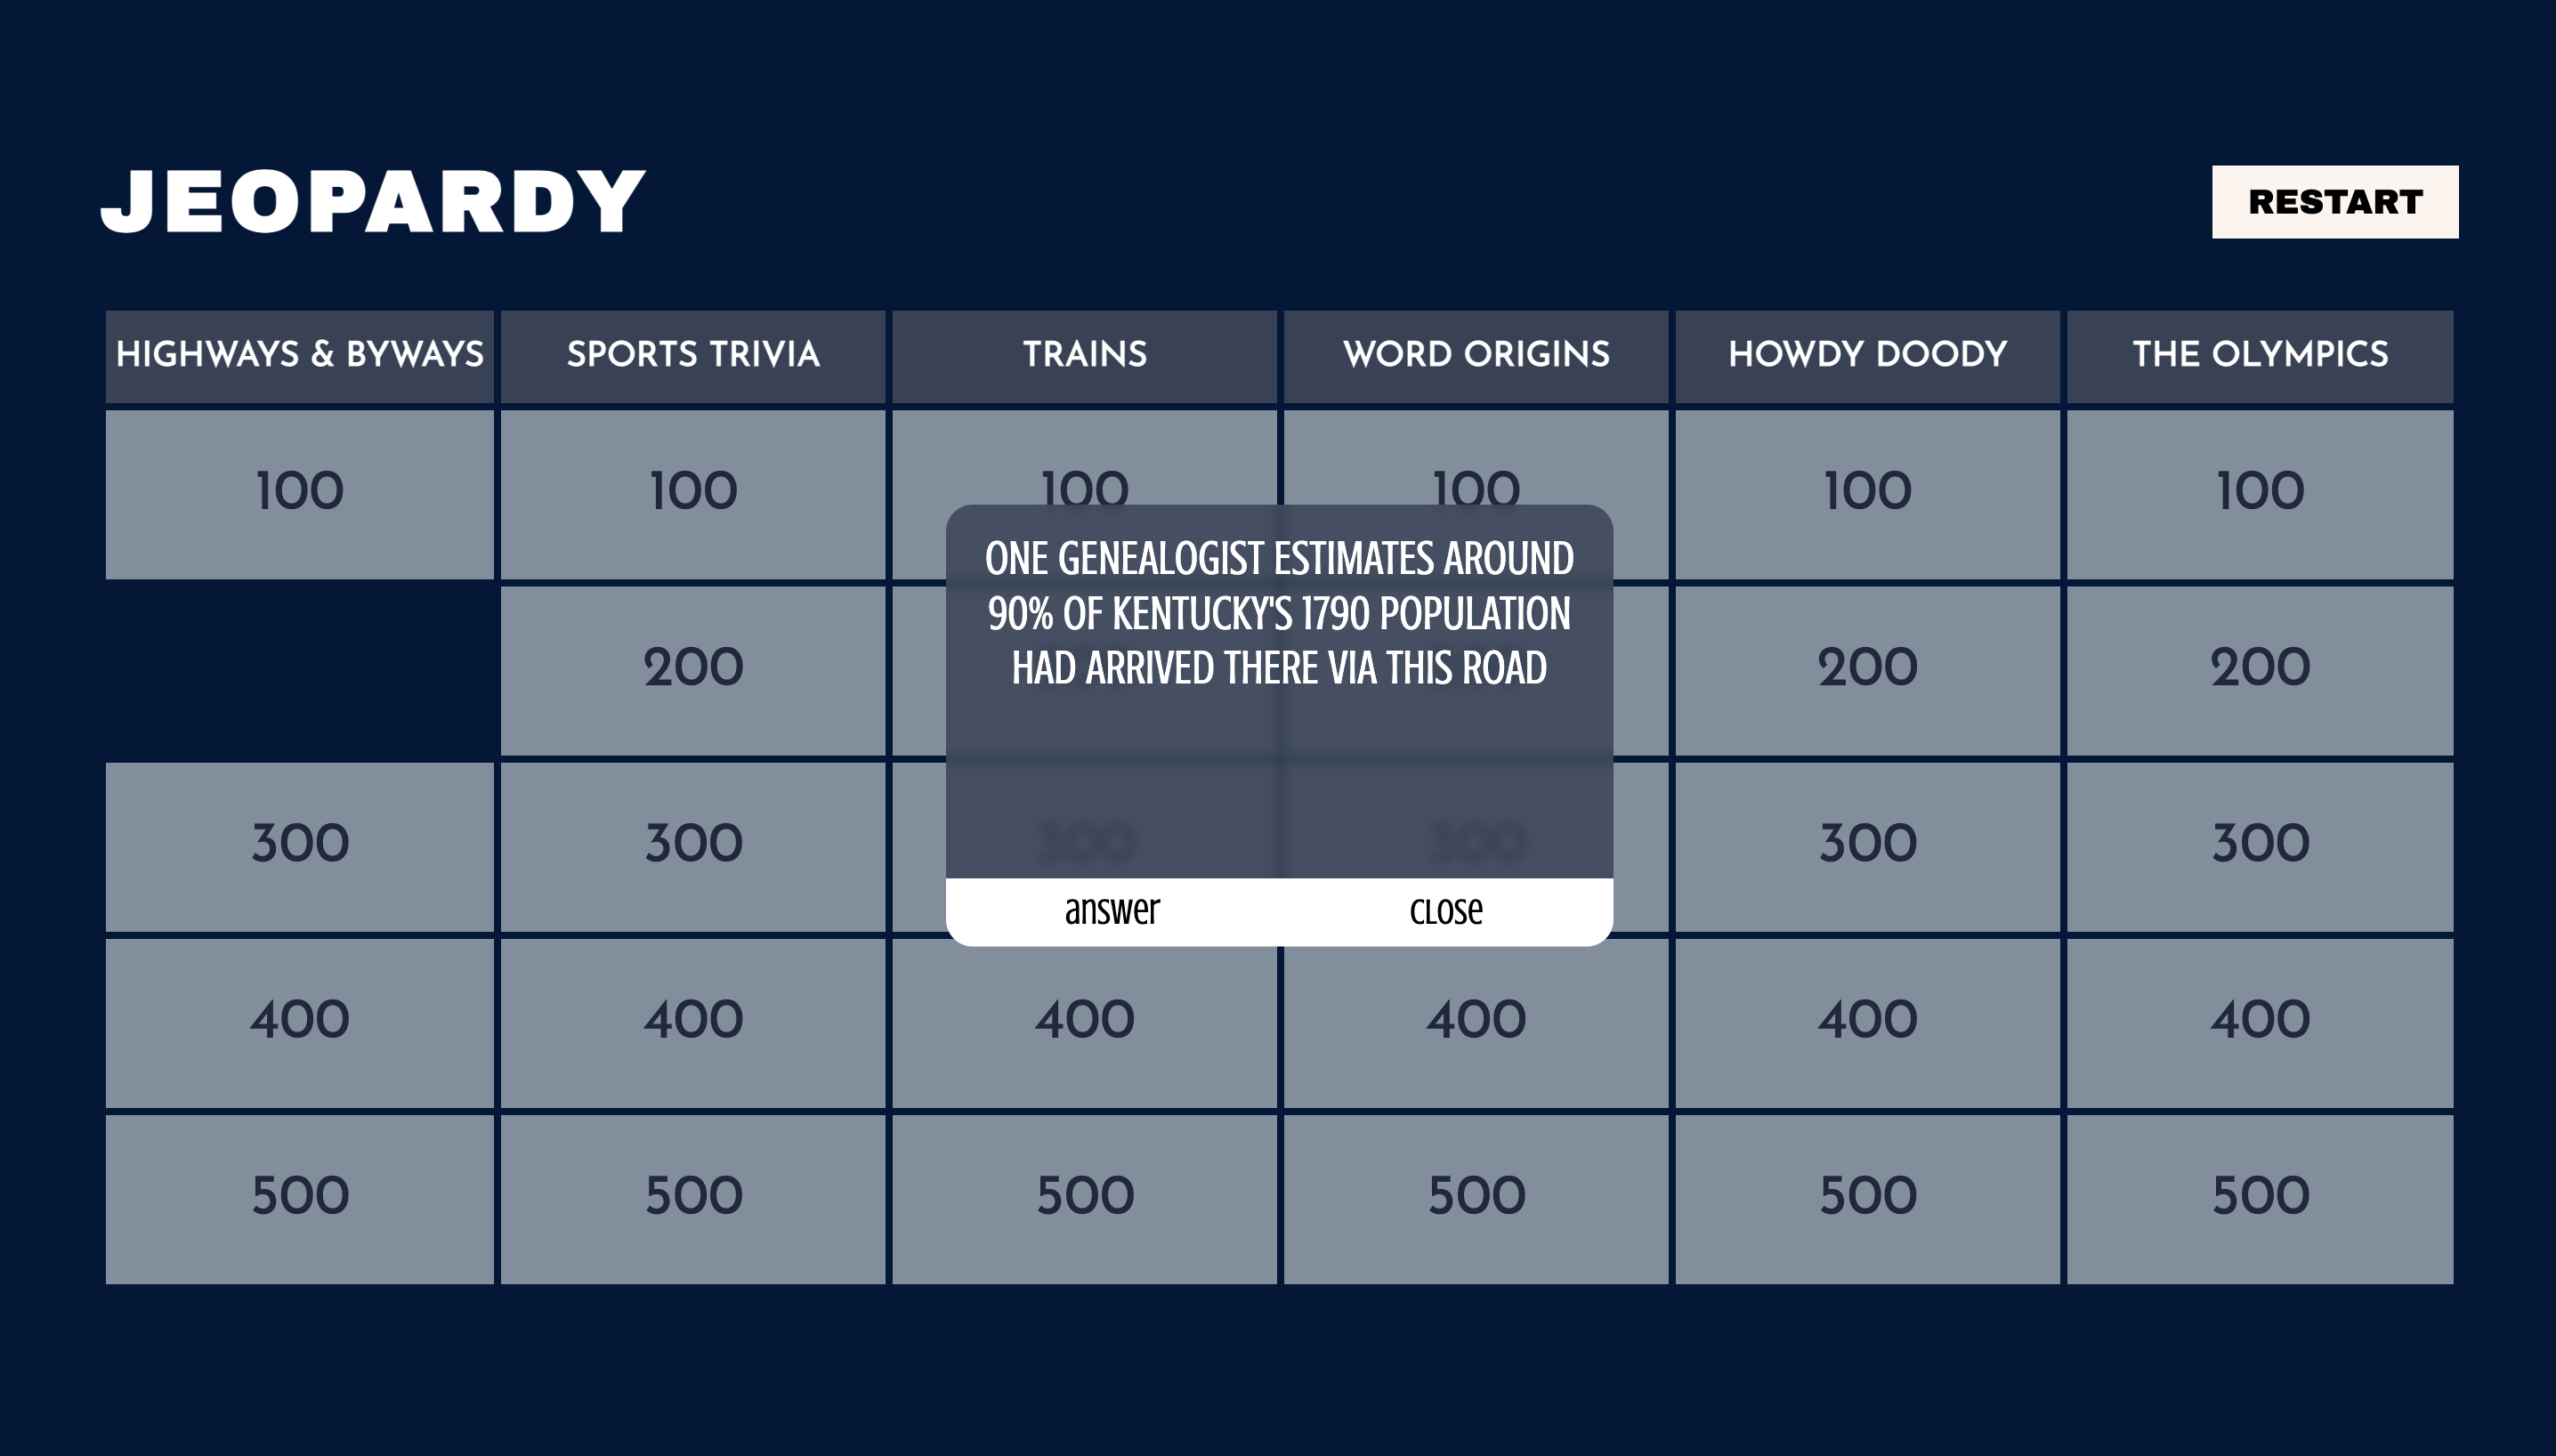 JEOPARDY
RESTART
HIGHWAYS & BYWAYS SPORTS TRIVIA TRAINS WORD ORIGINS HOWDY DOODY THE OLYMPICS
100 100 100 100 100 100
ONE GENEALOGIST ESTIMATES AROUND
90% OF KENTUCKY'S 1790 POPULATION
HAD ARRIVED THERE VIA THIS ROAD
200 200 200
300 300 300 300 300 300
answer close
400 400 400 400 400 400
500 500 500 500 500 500